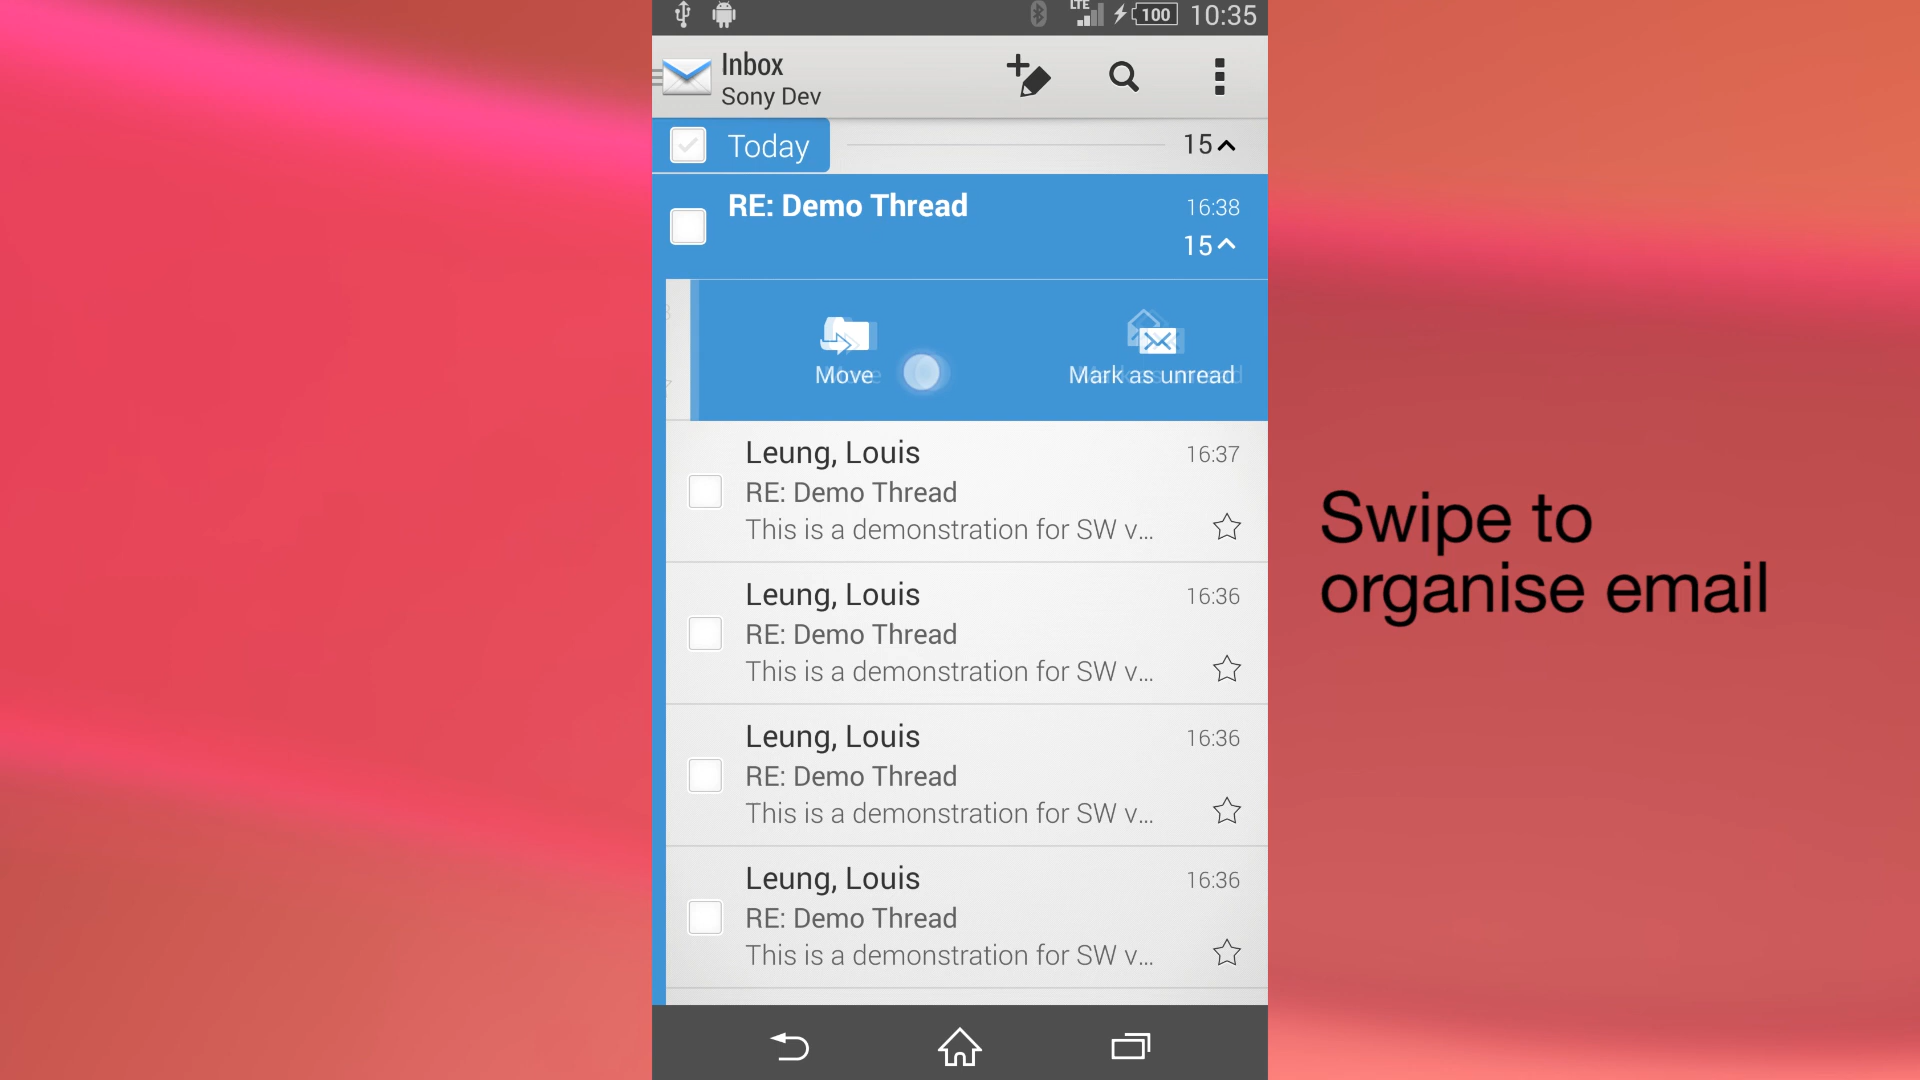 LTE 100 10:35
Inbox
Sony Dev
Today 15
RE: Demo Thread 16:38
15
Move Mark as unread
Leung, Louis 16:37
RE: Demo Thread
This is a demonstration for SW v...
Leung, Louis 16:36
RE: Demo Thread
This is a demonstration for SW v...
Leung, Louis 16:36
RE: Demo Thread
This is a demonstration for SW v...
Leung, Louis 16:36
RE: Demo Thread
This is a demonstration for SW v...
Swipe to
organise email